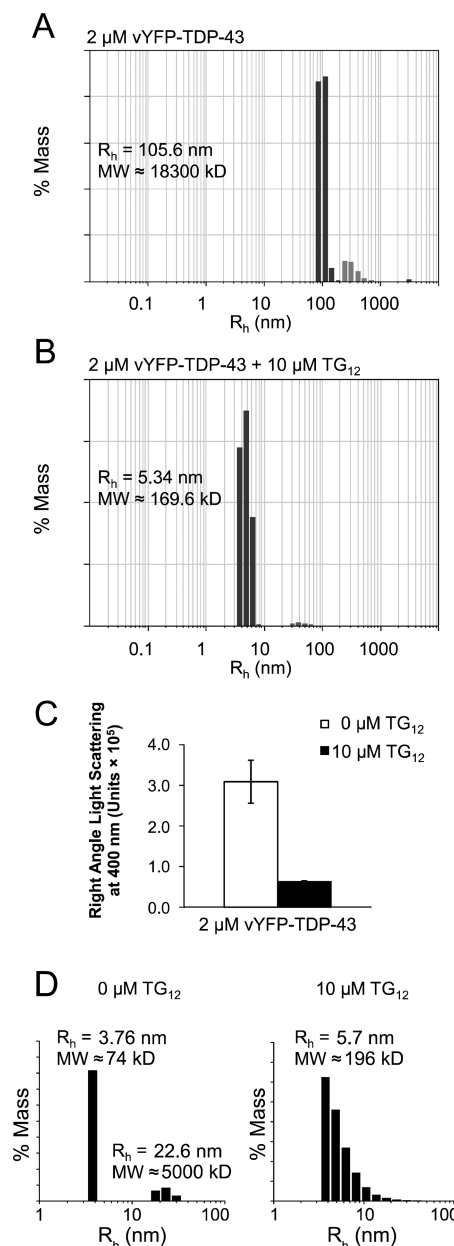 A
2 µM vYFP-TDP-43
% Mass
Rₕ = 105.6 nm
MW ≈ 18300 kD
0.1 1 10 100 1000
Rₕ (nm)
B
2 µM vYFP-TDP-43 + 10 µM TG₁₂
% Mass
Rₕ = 5.34 nm
MW ≈ 169.6 kD
0.1 1 10 100 1000
Rₕ (nm)
C
0 µM TG₁₂
10 µM TG₁₂
Right Angle Light Scattering
at 400 nm (Units × 10⁵)
4.0
3.0
2.0
1.0
0.0
2 µM vYFP-TDP-43
D
0 µM TG₁₂
% Mass
Rₕ = 3.76 nm
MW ≈ 74 kD
Rₕ = 22.6 nm
MW ≈ 5000 kD
1 10 100
Rₕ (nm)
10 µM TG₁₂
% Mass
Rₕ = 5.7 nm
MW ≈ 196 kD
1 10 100
Rₕ (nm)